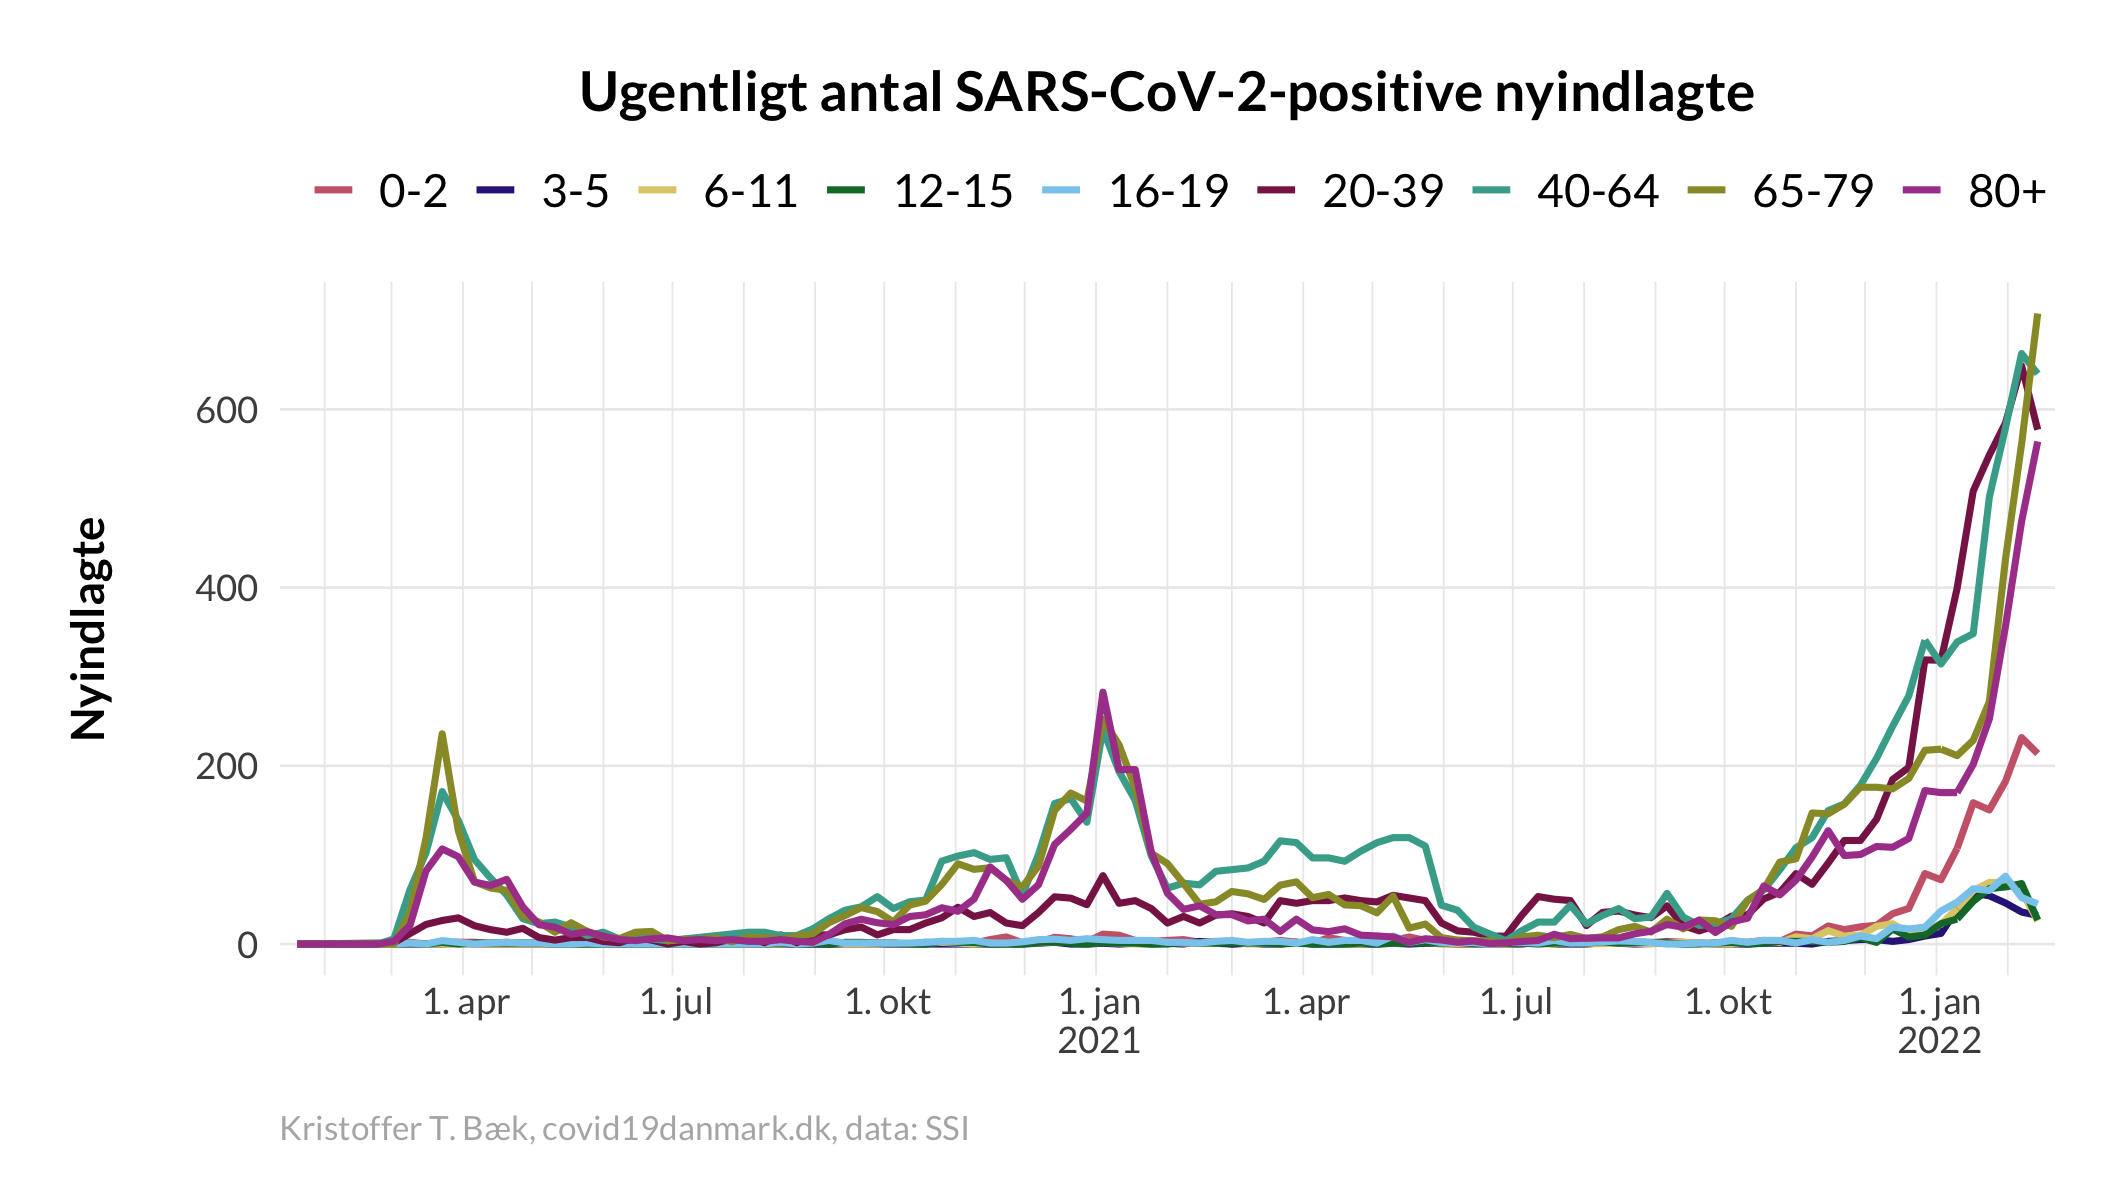 Ugentligt antal SARS-CoV-2-positive nyindlagte
0-2 3-5 6-11 12-15 16-19 20-39 40-64 65-79 80+
Nyindlagte
600
400
200
0
1. apr 1. jul 1. okt 1. jan 1. apr 1. jul 1. okt 1. jan
2021 2022
Kristoffer T. Bæk, covid19danmark.dk, data: SSI